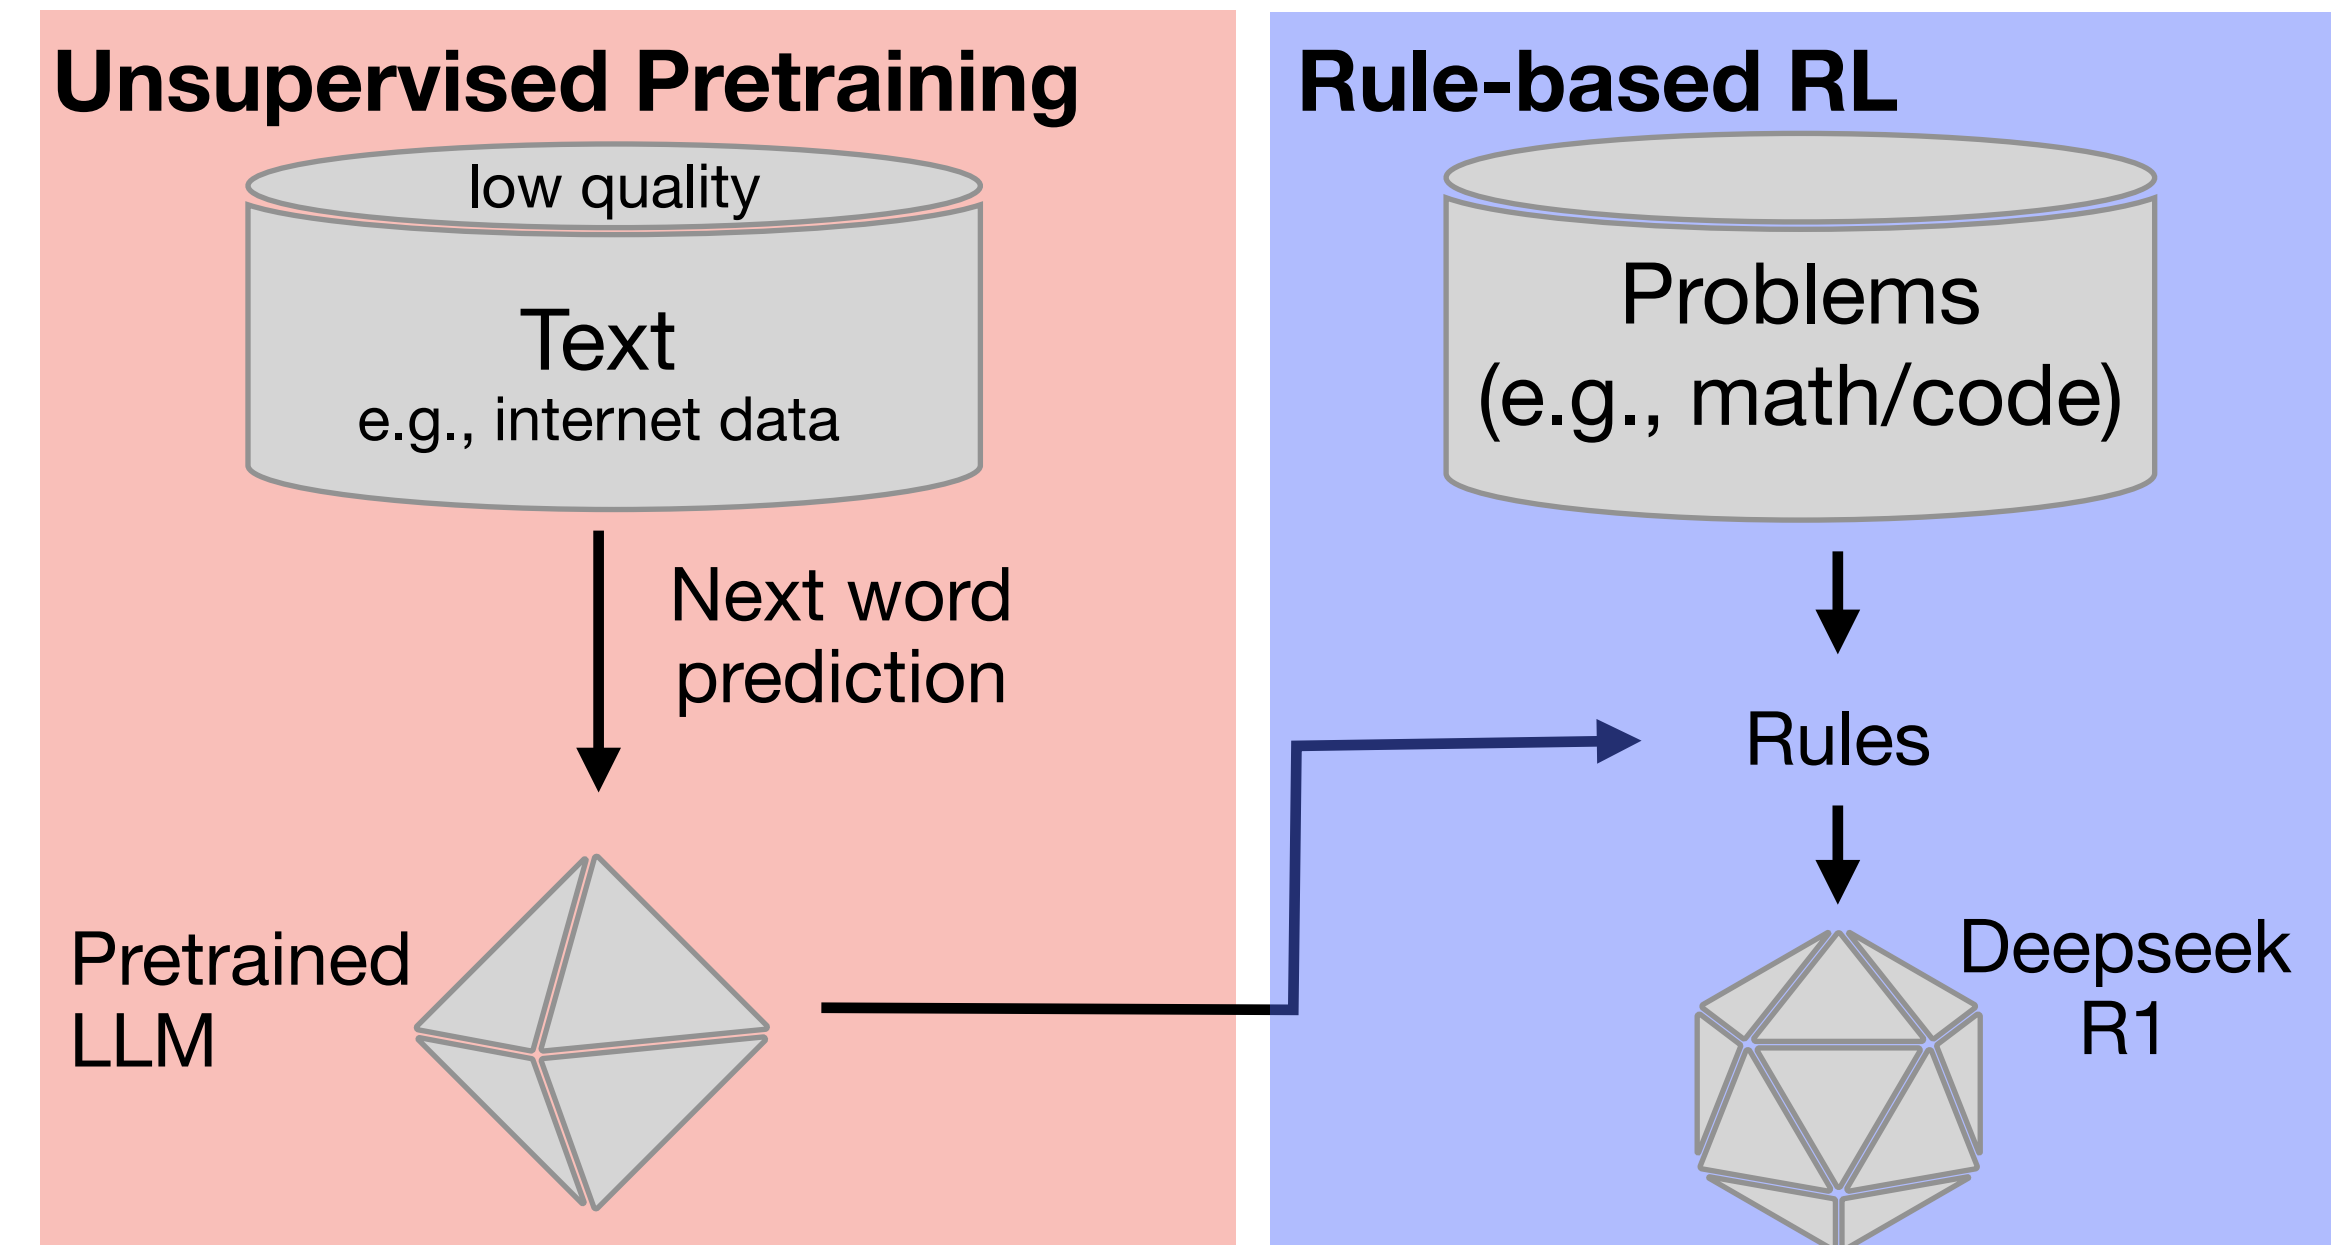 Unsupervised Pretraining
low quality
Text
e.g., internet data
Next word
prediction
Pretrained
LLM
Rule-based RL
Problems
(e.g., math/code)
Rules
Deepseek
R1